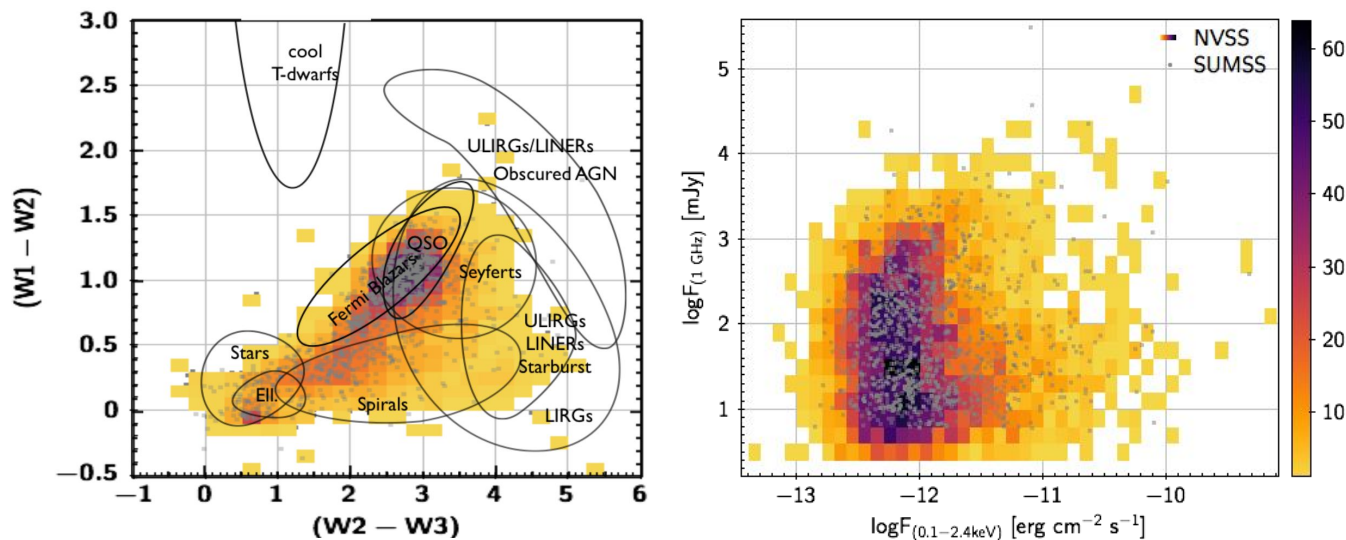 3.0
2.5
2.0
1.5
1.0
0.5
0
−0.5
(W1 − W2)
cool
T-dwarfs
ULIRGs/LINERs
Obscured AGN
QSO
Fermi Blazars
Seyferts
ULIRGs
LINERs
Starburst
Stars
Ell.
Spirals
LIRGs
−1 0 1 2 3 4 5 6
(W2 − W3)
5
4
3
2
1
logF(1 GHz) [mJy]
NVSS
SUMSS
−13 −12 −11 −10
logF(0.1−2.4keV) [erg cm−2 s−1]
60
50
40
30
20
10